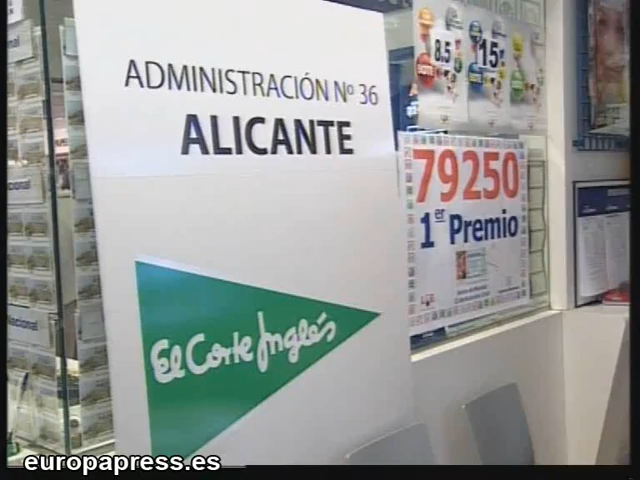 ADMINISTRACIÓN Nº 36
ALICANTE
El Corte Inglés
8.5
15
79250
1er Premio
europapress.es